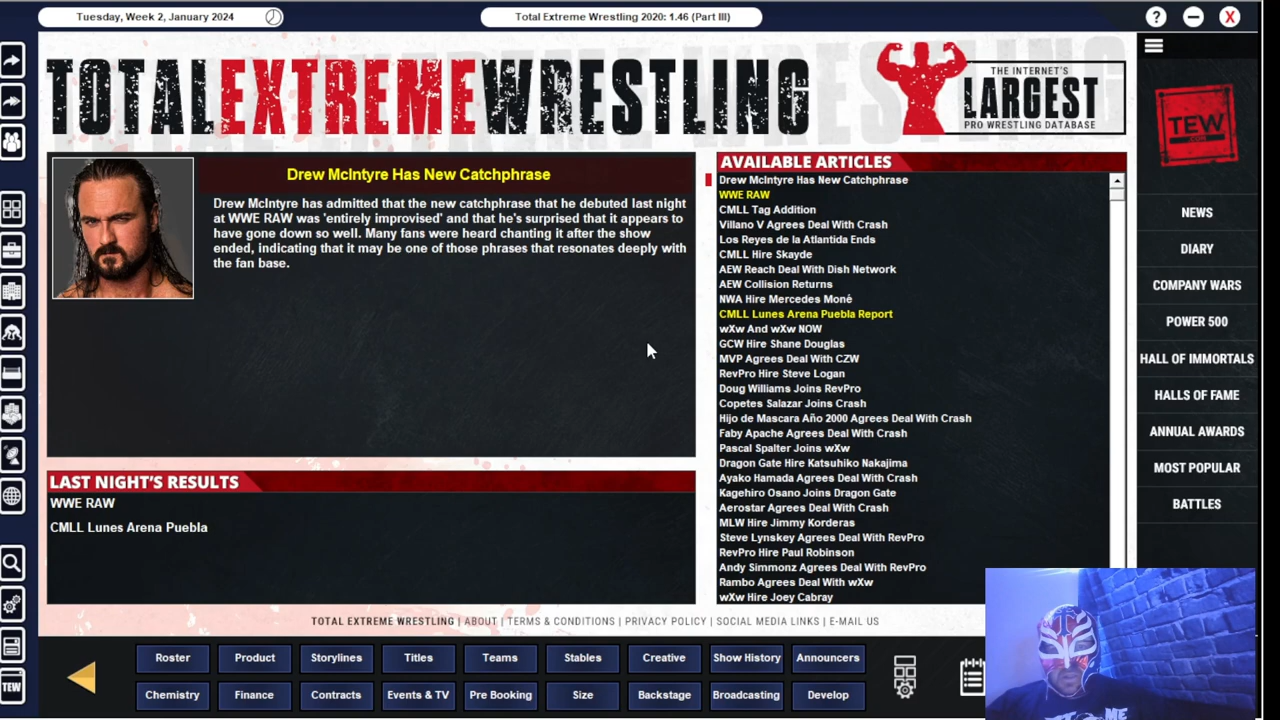 Tuesday, Week 2, January 2024
Total Extreme Wrestling 2020: 1.46 (Part III)
?
X
TOTALEXTREMEWRESTLING
THE INTERNET'S
LARGEST
PRO WRESTLING DATABASE
TEW
.COM
Drew McIntyre Has New Catchphrase
Drew McIntyre has admitted that the new catchphrase that he debuted last night
at WWE RAW was 'entirely improvised' and that he's surprised that it appears to
have gone down so well. Many fans were heard chanting it after the show
ended, indicating that it may be one of those phrases that resonates deeply with
the fan base.
LAST NIGHT'S RESULTS
WWE RAW
CMLL Lunes Arena Puebla
AVAILABLE ARTICLES
Drew McIntyre Has New Catchphrase
WWE RAW
CMLL Tag Addition
Villano V Agrees Deal With Crash
Los Reyes de la Atlantida Ends
CMLL Hire Skayde
AEW Reach Deal With Dish Network
AEW Collision Returns
NWA Hire Mercedes Moné
CMLL Lunes Arena Puebla Report
wXw And wXw NOW
GCW Hire Shane Douglas
MVP Agrees Deal With CZW
RevPro Hire Steve Logan
Doug Williams Joins RevPro
Copetes Salazar Joins Crash
Hijo de Mascara Año 2000 Agrees Deal With Crash
Faby Apache Agrees Deal With Crash
Pascal Spalter Joins wXw
Dragon Gate Hire Katsuhiko Nakajima
Ayako Hamada Agrees Deal With Crash
Kagehiro Osano Joins Dragon Gate
Aerostar Agrees Deal With Crash
MLW Hire Jimmy Korderas
Steve Lynskey Agrees Deal With RevPro
RevPro Hire Paul Robinson
Andy Simmonz Agrees Deal With RevPro
Rambo Agrees Deal With wXw
wXw Hire Joey Cabray
NEWS
DIARY
COMPANY WARS
POWER 500
HALL OF IMMORTALS
HALLS OF FAME
ANNUAL AWARDS
MOST POPULAR
BATTLES
TOTAL EXTREME WRESTLING | ABOUT | TERMS & CONDITIONS | PRIVACY POLICY | SOCIAL MEDIA LINKS | E-MAIL US
Roster
Product
Storylines
Titles
Teams
Stables
Creative
Show History
Announcers
Chemistry
Finance
Contracts
Events & TV
Pre Booking
Size
Backstage
Broadcasting
Develop
TEW